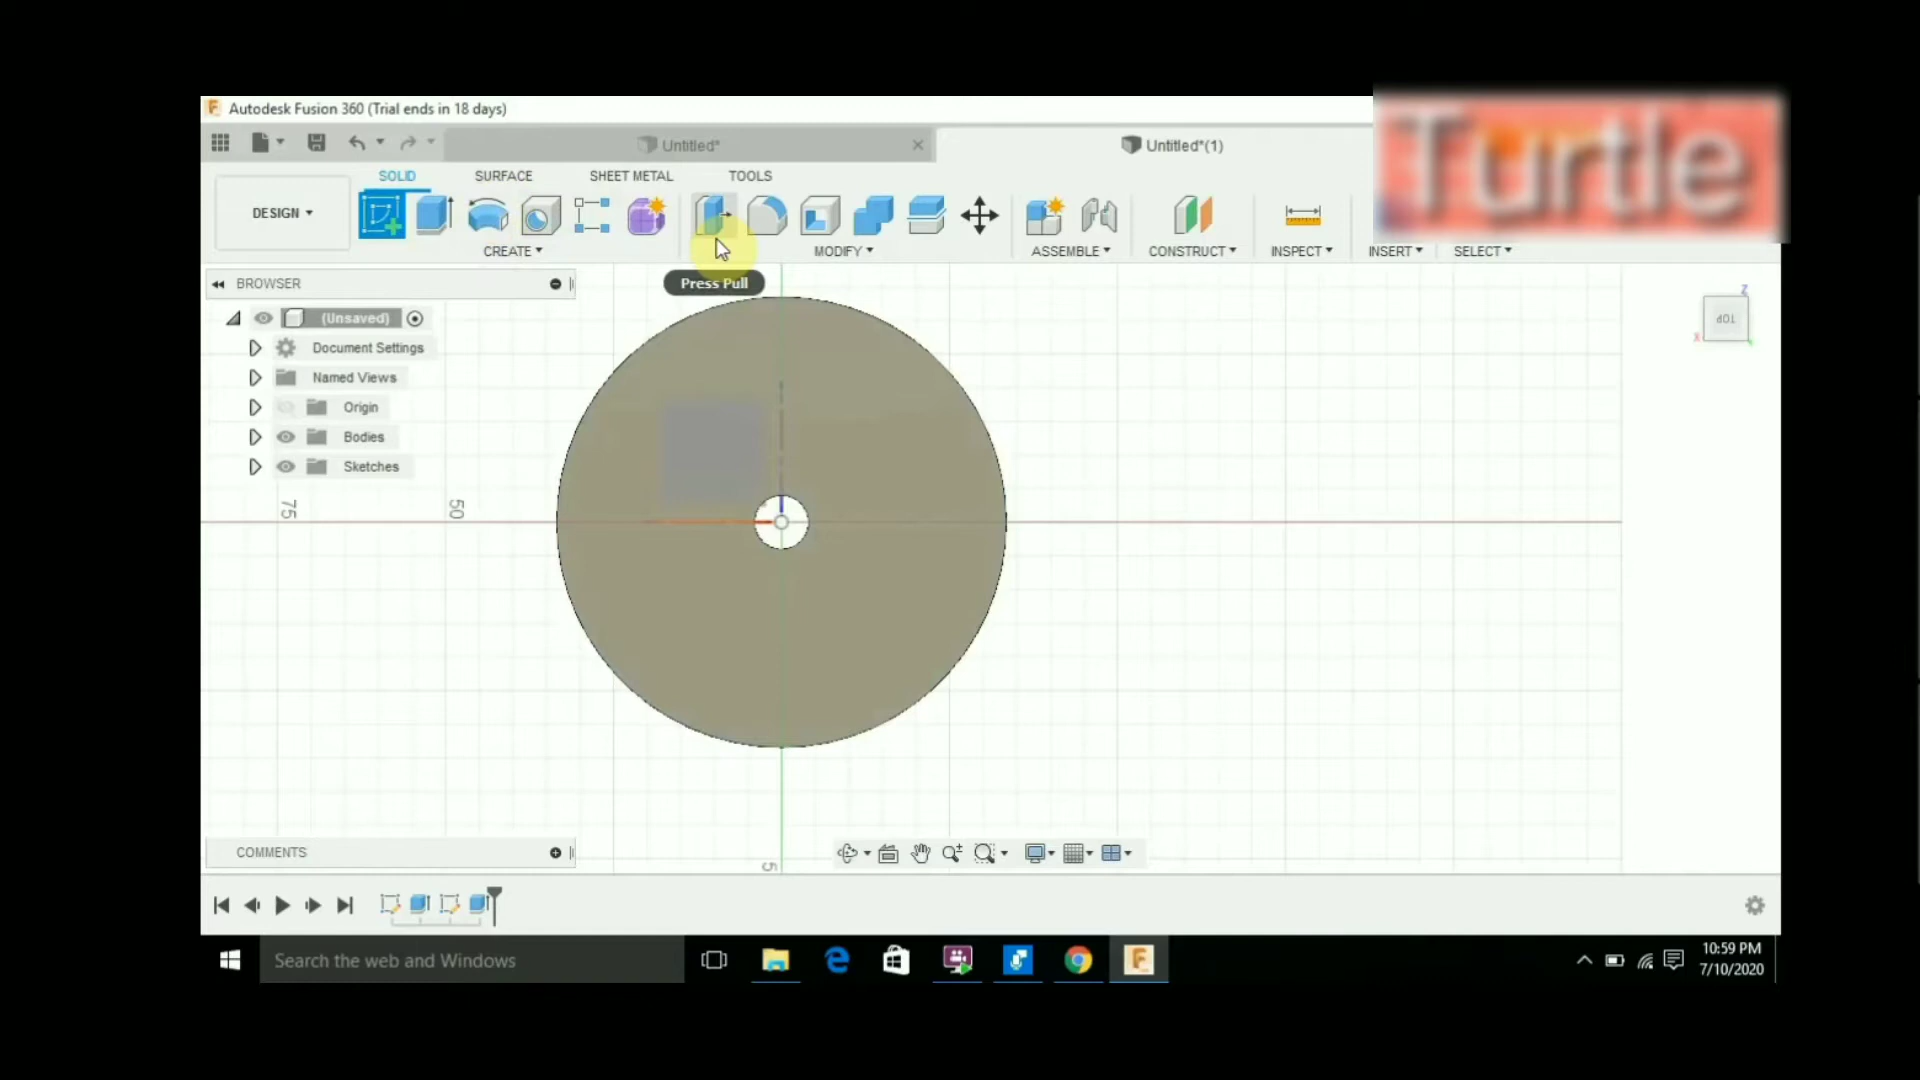 Autodesk Fusion 360 (Trial ends in 18 days)
Turtle
Untitled*
Untitled*(1)
SOLID
SURFACE
SHEET METAL
TOOLS
DESIGN
CREATE
MODIFY
ASSEMBLE
CONSTRUCT
INSPECT
INSERT
SELECT
BROWSER
Press Pull
(Unsaved)
Document Settings
Named Views
Origin
Bodies
Sketches
Z
TOP
X
75
50
5
COMMENTS
Search the web and Windows
10:59 PM
7/10/2020